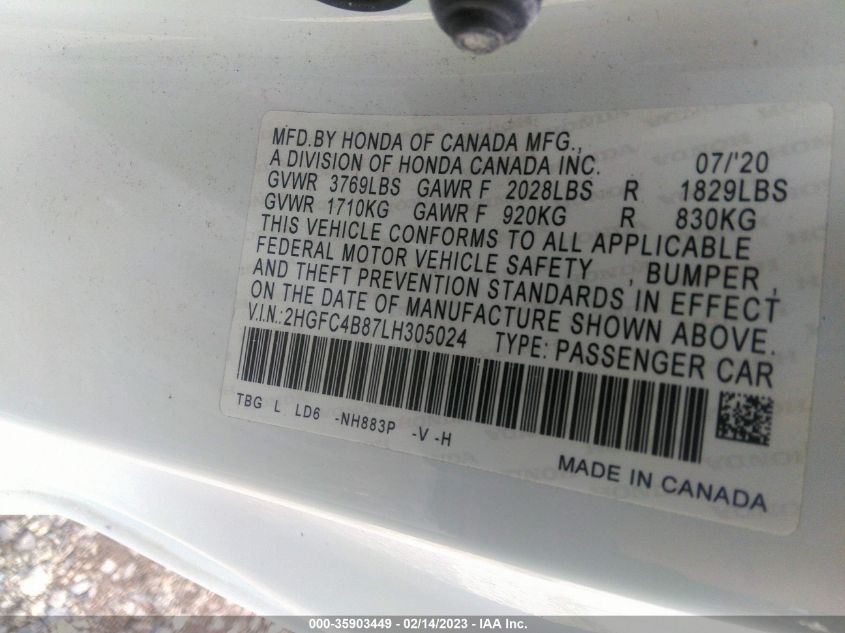 MFD.BY HONDA OF CANADA MFG.,
A DIVISION OF HONDA CANADA INC. 07/'20
GVWR 3769LBS GAWR F 2028LBS R 1829LBS
GVWR 1710KG GAWR F 920KG R 830KG
THIS VEHICLE CONFORMS TO ALL APPLICABLE
FEDERAL MOTOR VEHICLE SAFETY , BUMPER ,
AND THEFT PREVENTION STANDARDS IN EFFECT
ON THE DATE OF MANUFACTURE SHOWN ABOVE.
V.I.N.:2HGFC4B87LH305024 TYPE: PASSENGER CAR
TBG L LD6 -NH883P -V -H
MADE IN CANADA
000-35903449 - 02/14/2023 - IAA Inc.